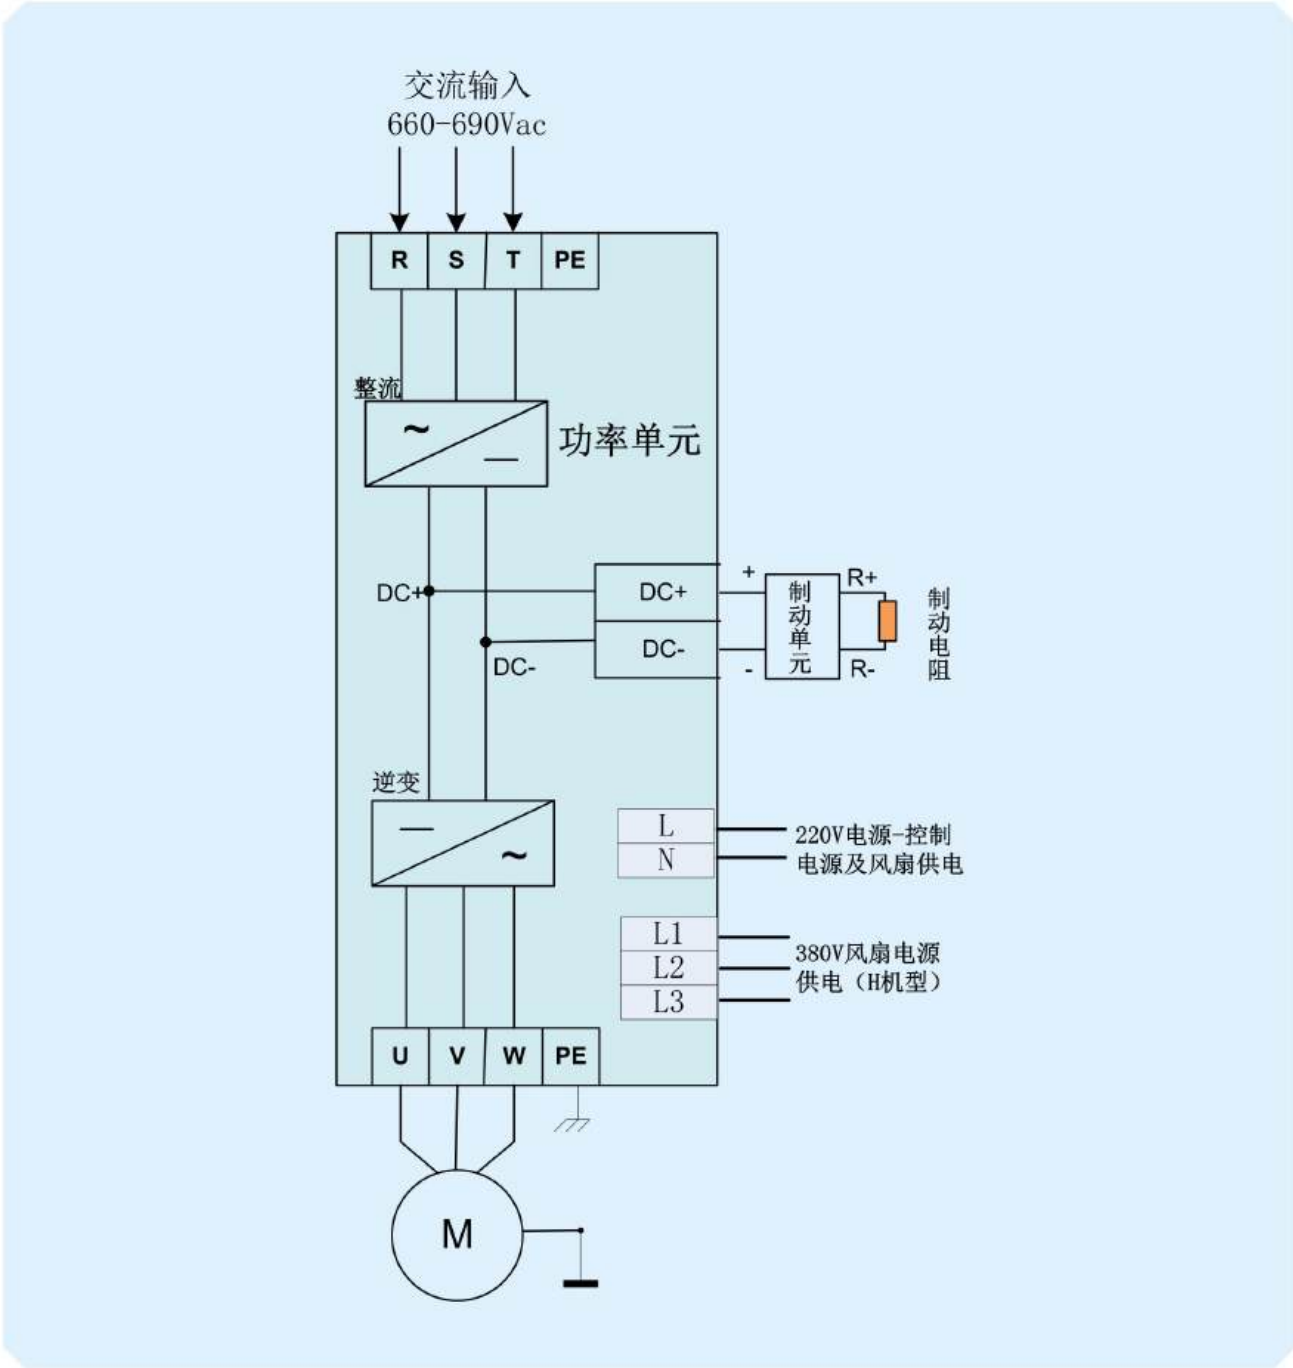 交流输入
660-690Vac
R S T PE
整流
~
—
功率单元
DC+
DC+
+
制动单元
R+
制动电阻
DC-
DC-
-
R-
逆变
—
~
L
N
220V电源-控制
电源及风扇供电
L1
L2
L3
380V风扇电源
供电（H机型）
U V W PE
M